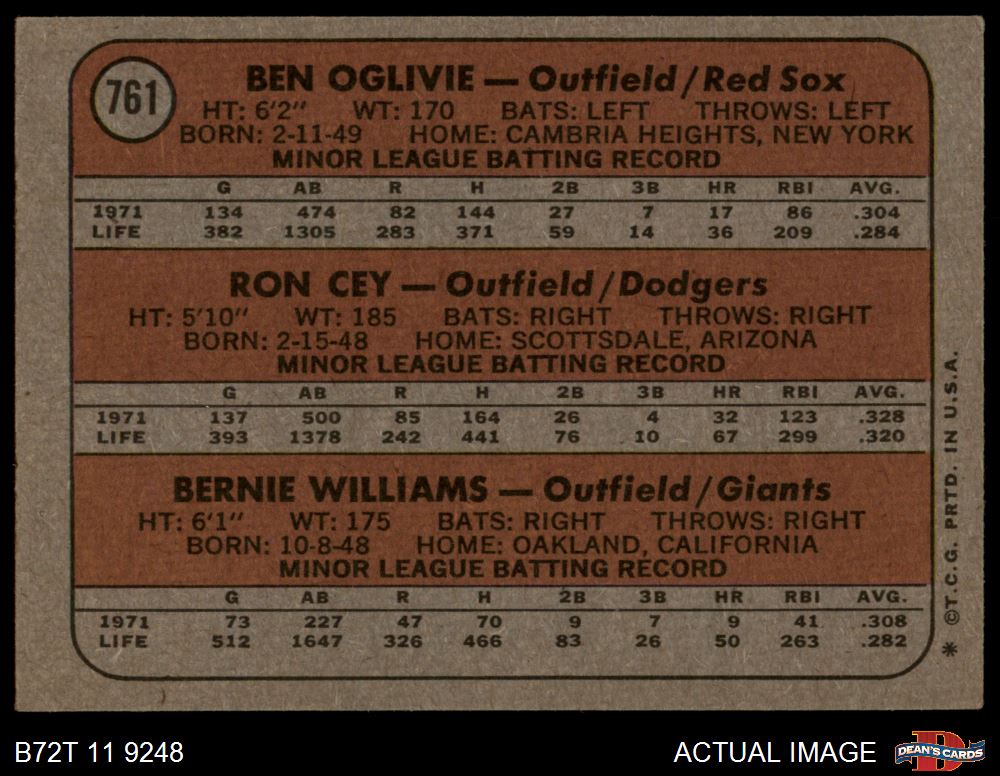 761
BEN OGLIVIE — Outfield/Red Sox
HT: 6'2" WT: 170 BATS: LEFT THROWS: LEFT
BORN: 2-11-49 HOME: CAMBRIA HEIGHTS, NEW YORK
MINOR LEAGUE BATTING RECORD
G AB R H 2B 3B HR RBI AVG.
1971 134 474 82 144 27 7 17 86 .304
LIFE 382 1305 283 371 59 14 36 209 .284
RON CEY — Outfield/Dodgers
HT: 5'10" WT: 185 BATS: RIGHT THROWS: RIGHT
BORN: 2-15-48 HOME: SCOTTSDALE, ARIZONA
MINOR LEAGUE BATTING RECORD
G AB R H 2B 3B HR RBI AVG.
1971 137 500 85 164 26 4 32 123 .328
LIFE 393 1378 242 441 76 10 67 299 .320
BERNIE WILLIAMS — Outfield/Giants
HT: 6'1" WT: 175 BATS: RIGHT THROWS: RIGHT
BORN: 10-8-48 HOME: OAKLAND, CALIFORNIA
MINOR LEAGUE BATTING RECORD
G AB R H 2B 3B HR RBI AVG.
1971 73 227 47 70 9 7 9 41 .308
LIFE 512 1647 326 466 83 26 50 263 .282
* ©T.C.G. PRTD. IN U.S.A.
B72T 11 9248
ACTUAL IMAGE
DEAN'S CARDS